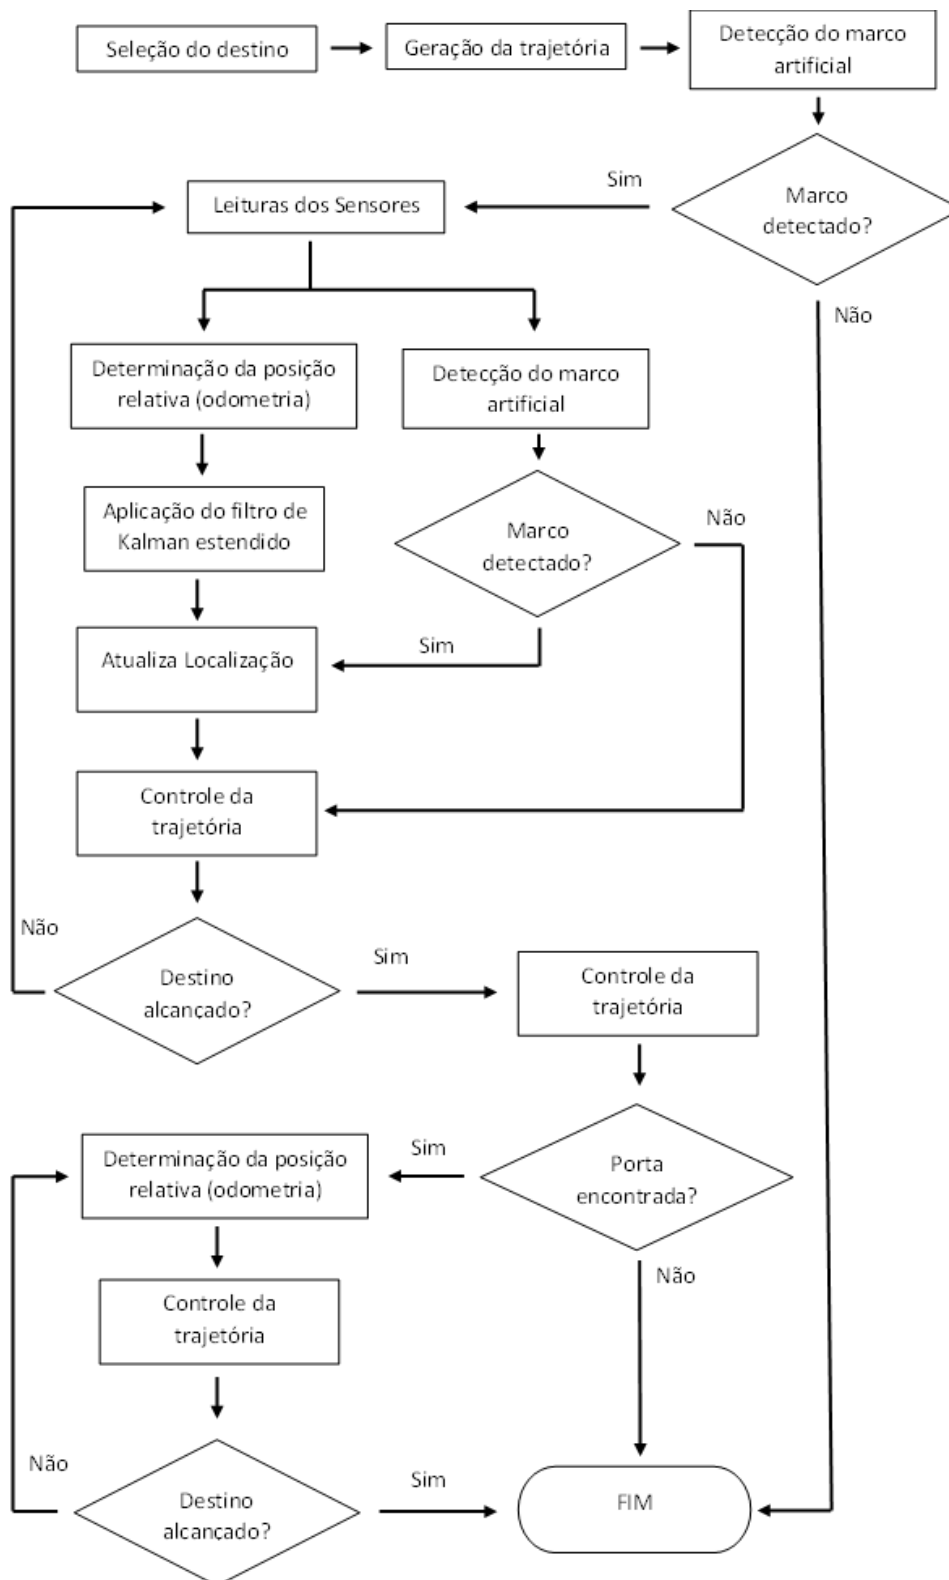 Seleção do destino
Geração da trajetória
Detecção do marco
artificial
Marco
detectado?
Sim
Não
Leituras dos Sensores
Determinação da posição
relativa (odometria)
Detecção do marco
artificial
Aplicação do filtro de
Kalman estendido
Marco
detectado?
Não
Sim
Atualiza Localização
Controle da
trajetória
Não
Destino
alcançado?
Sim
Controle da
trajetória
Porta
encontrada?
Sim
Não
Determinação da posição
relativa (odometria)
Controle da
trajetória
Não
Destino
alcançado?
Sim
FIM